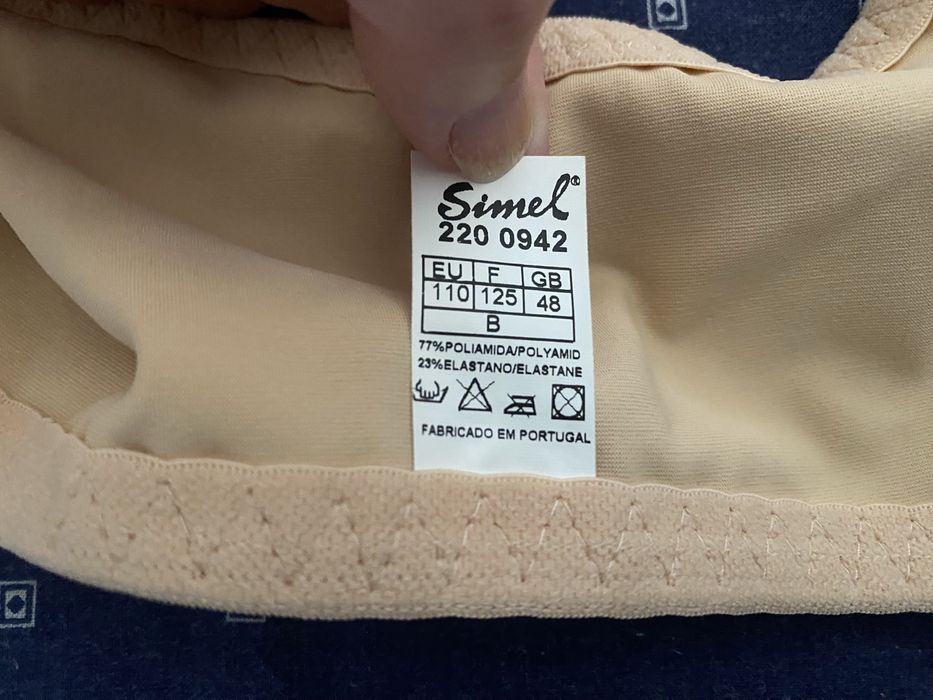 Simel®
220 0942
EU F GB
110 125 48
B
77%POLIAMIDA/POLYAMID
23%ELASTANO/ELASTANE
FABRICADO EM PORTUGAL